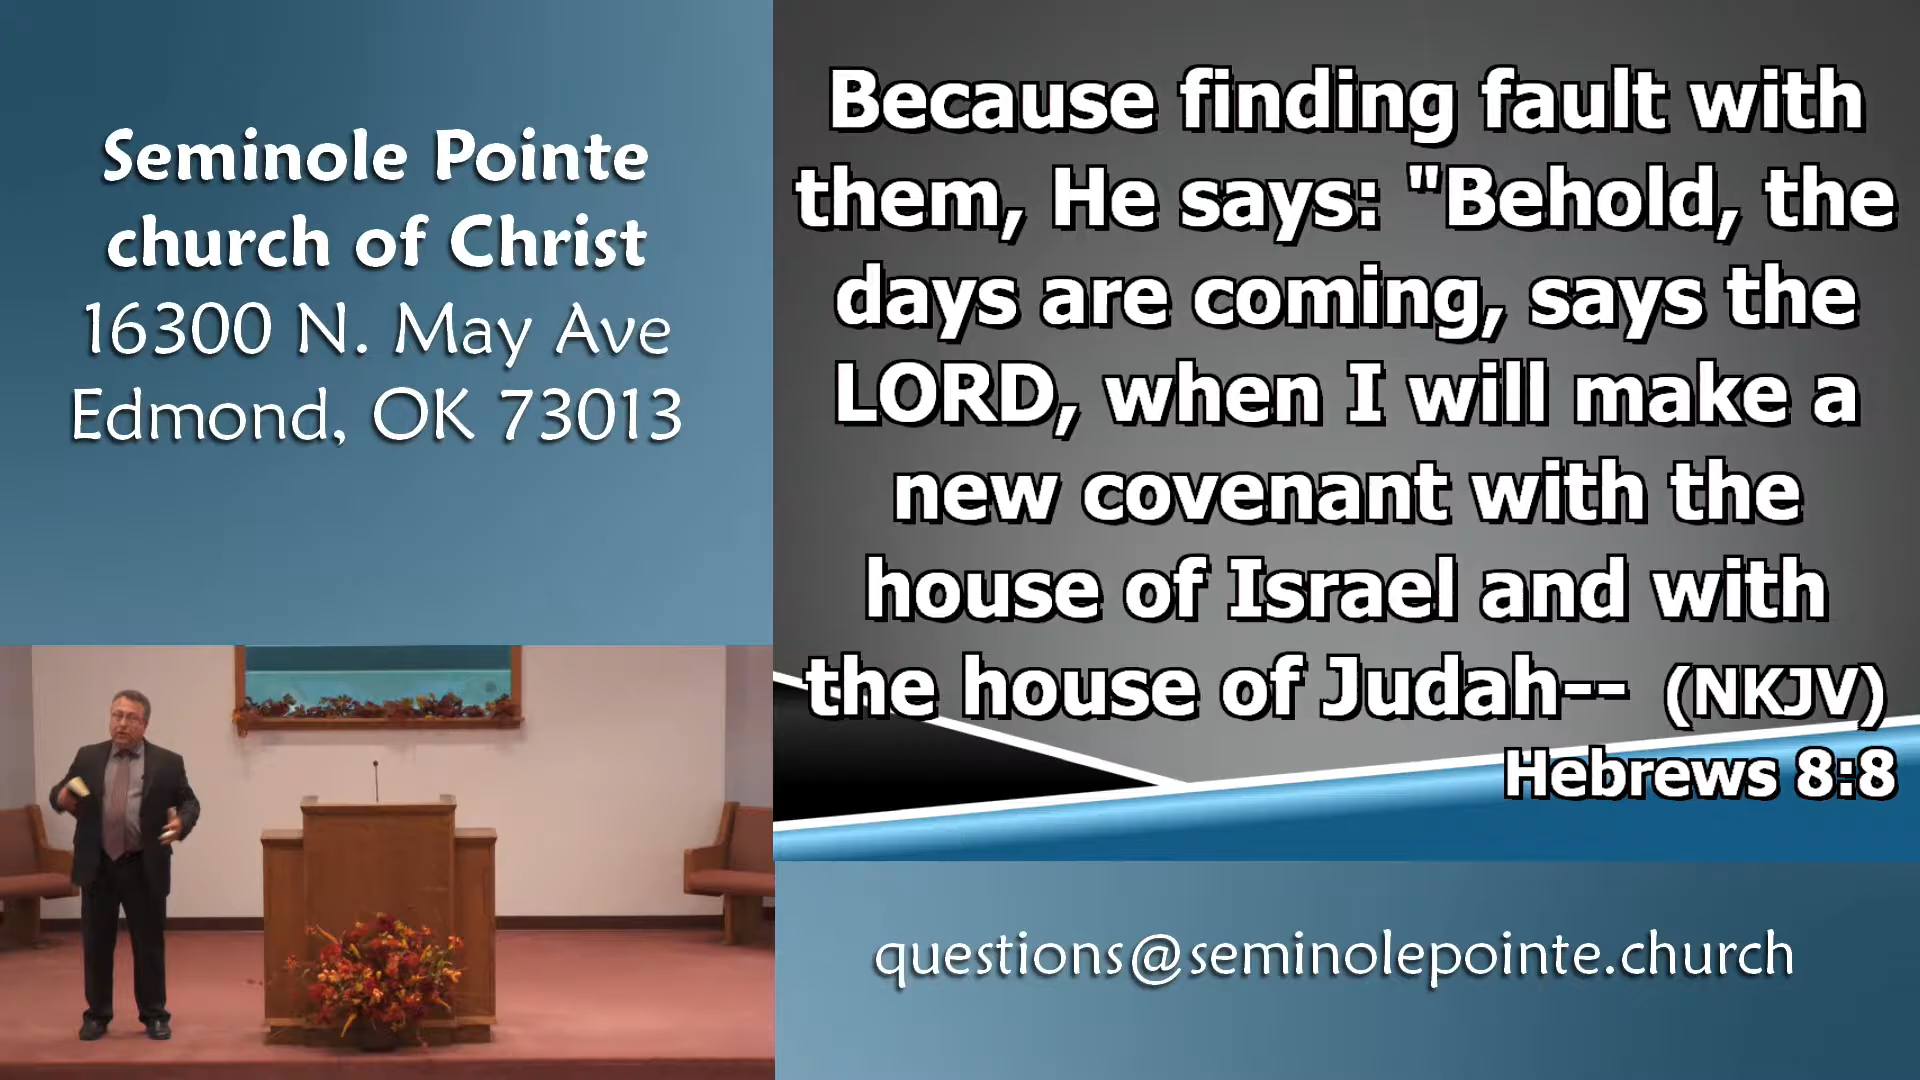 Seminole Pointe
church of Christ
16300 N. May Ave
Edmond, OK 73013
Because finding fault with
them, He says: "Behold, the
days are coming, says the
LORD, when I will make a
new covenant with the
house of Israel and with
the house of Judah-- (NKJV)
Hebrews 8:8
questions@seminolepointe.church